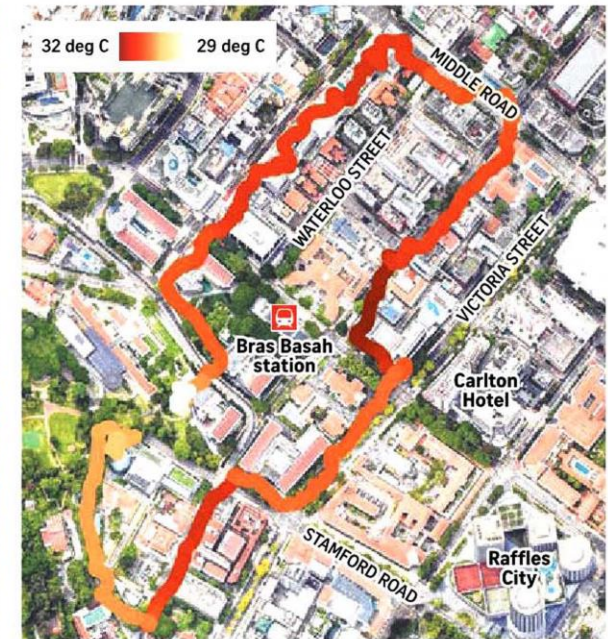 32 deg C 29 deg C
MIDDLE ROAD
WATERLOO STREET
VICTORIA STREET
Bras Basah
station
Carlton
Hotel
STAMFORD ROAD
Raffles
City